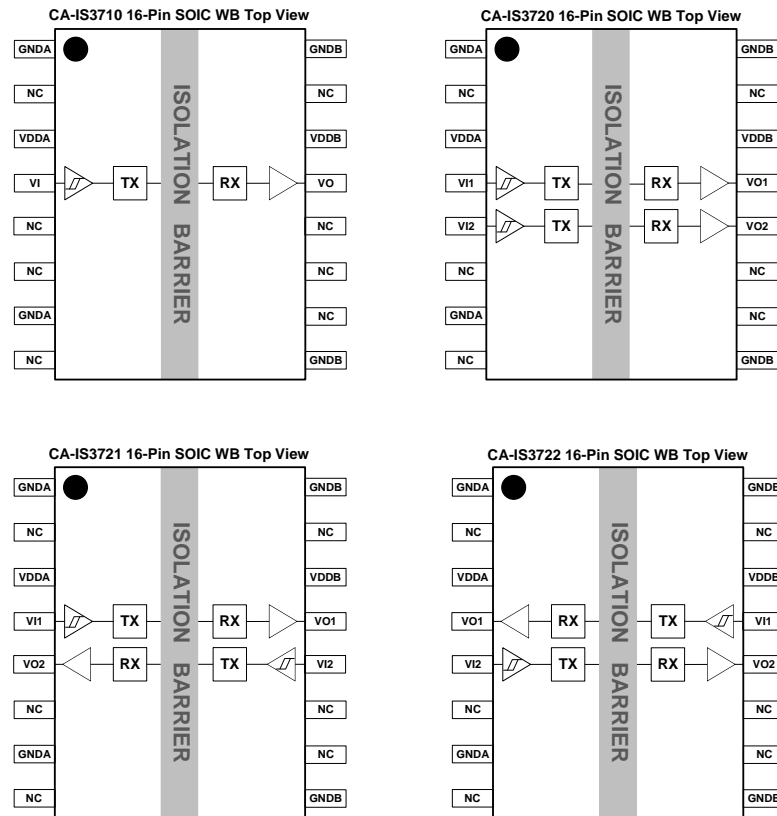 CA-IS3710 16-Pin SOIC WB Top View
GNDA
NC
VDDA
VI
NC
NC
GNDA
NC
TX
ISOLATION BARRIER
RX
GNDB
NC
VDDB
VO
NC
NC
NC
GNDB
CA-IS3720 16-Pin SOIC WB Top View
GNDA
NC
VDDA
VI1
VI2
NC
GNDA
NC
TX
TX
ISOLATION BARRIER
RX
RX
GNDB
NC
VDDB
VO1
VO2
NC
NC
GNDB
CA-IS3721 16-Pin SOIC WB Top View
GNDA
NC
VDDA
VI1
VO2
NC
GNDA
NC
TX
RX
ISOLATION BARRIER
RX
TX
GNDB
NC
VDDB
VO1
VI2
NC
NC
GNDB
CA-IS3722 16-Pin SOIC WB Top View
GNDA
NC
VDDA
VO1
VI2
NC
GNDA
NC
RX
TX
ISOLATION BARRIER
TX
RX
GNDB
NC
VDDB
VI1
VO2
NC
NC
GNDB